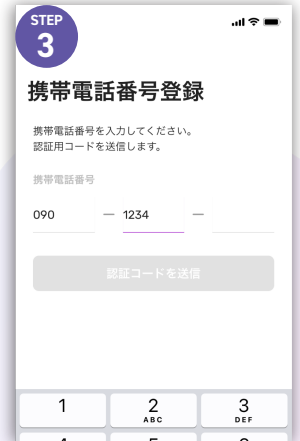 STEP
3
携帯電話番号登録
携帯電話番号を入力してください。
認証用コードを送信します。
携帯電話番号
090 — 1234 —
認証コードを送信
1 2 3
ABC DEF